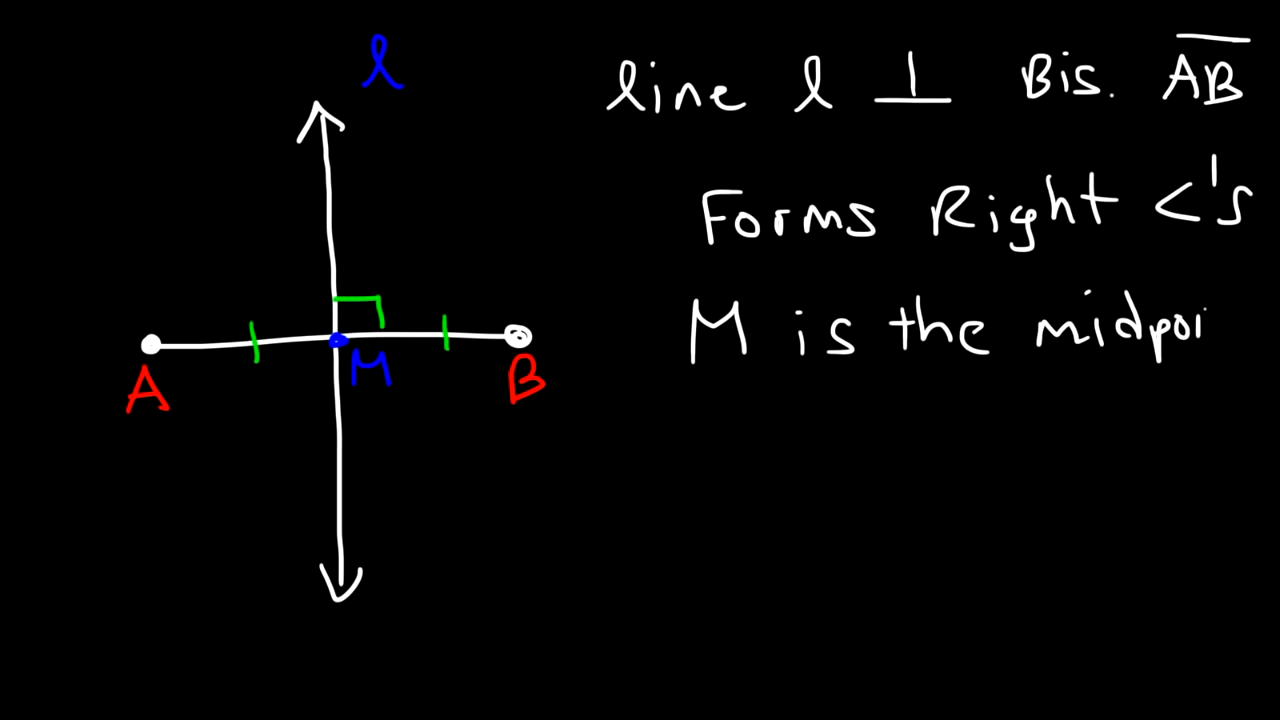 l
line l ⊥ Bis. AB
Forms Right <'s
M is the midpoi
A
M
B